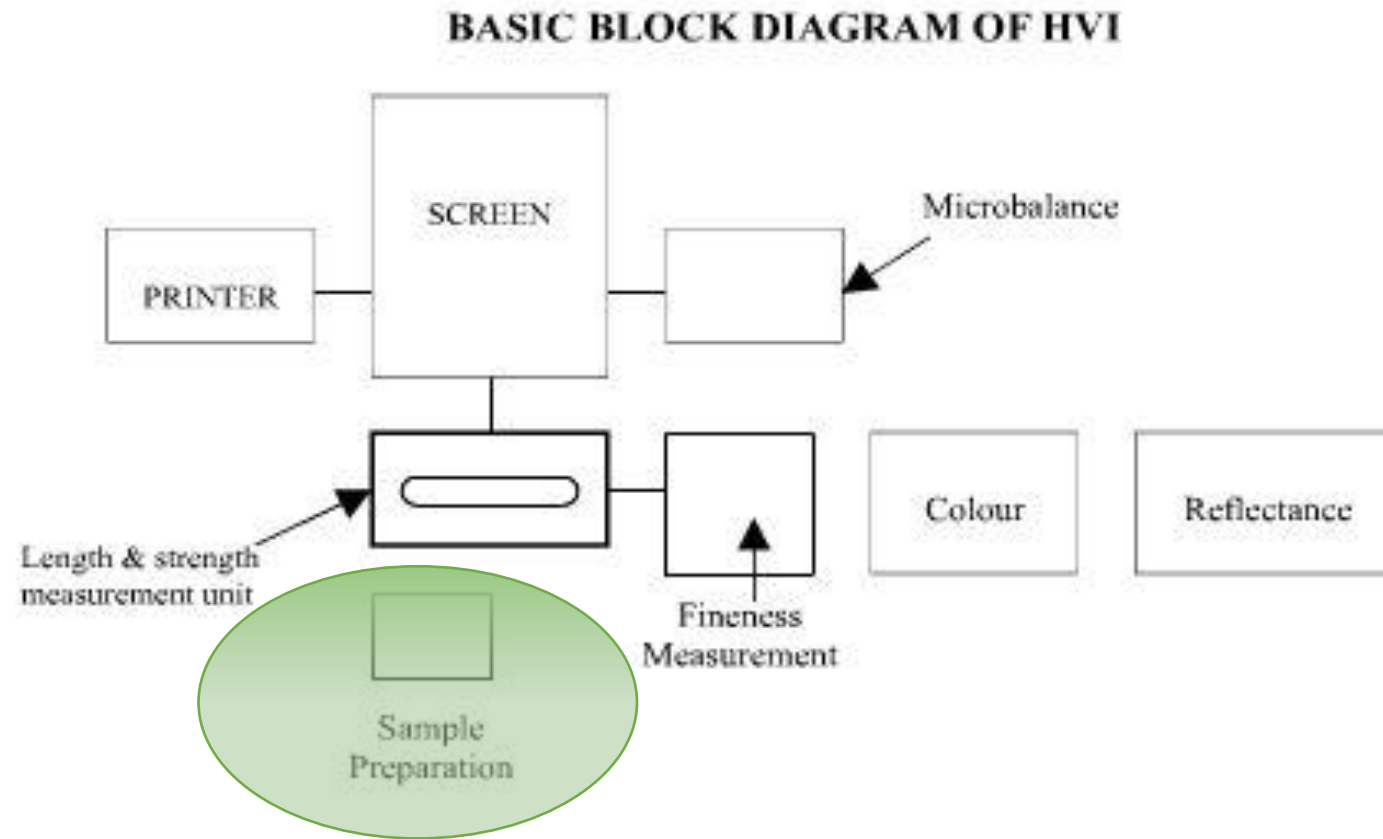 BASIC BLOCK DIAGRAM OF HVI
SCREEN
Microbalance
PRINTER
Length & strength
measurement unit
Colour
Reflectance
Fineness
Measurement
Sample
Preparation